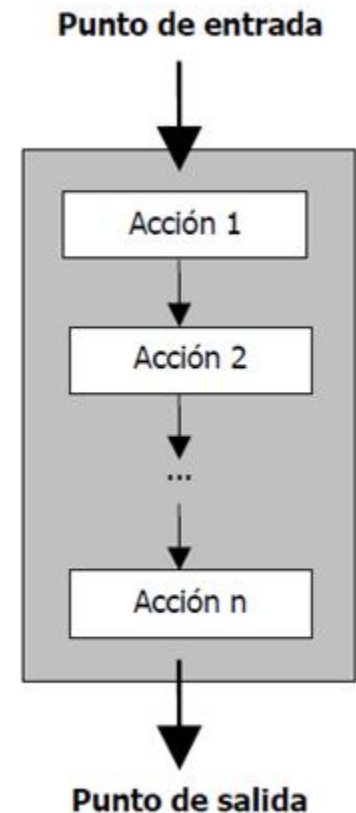 Punto de entrada
Acción 1
Acción 2
...
Acción n
Punto de salida